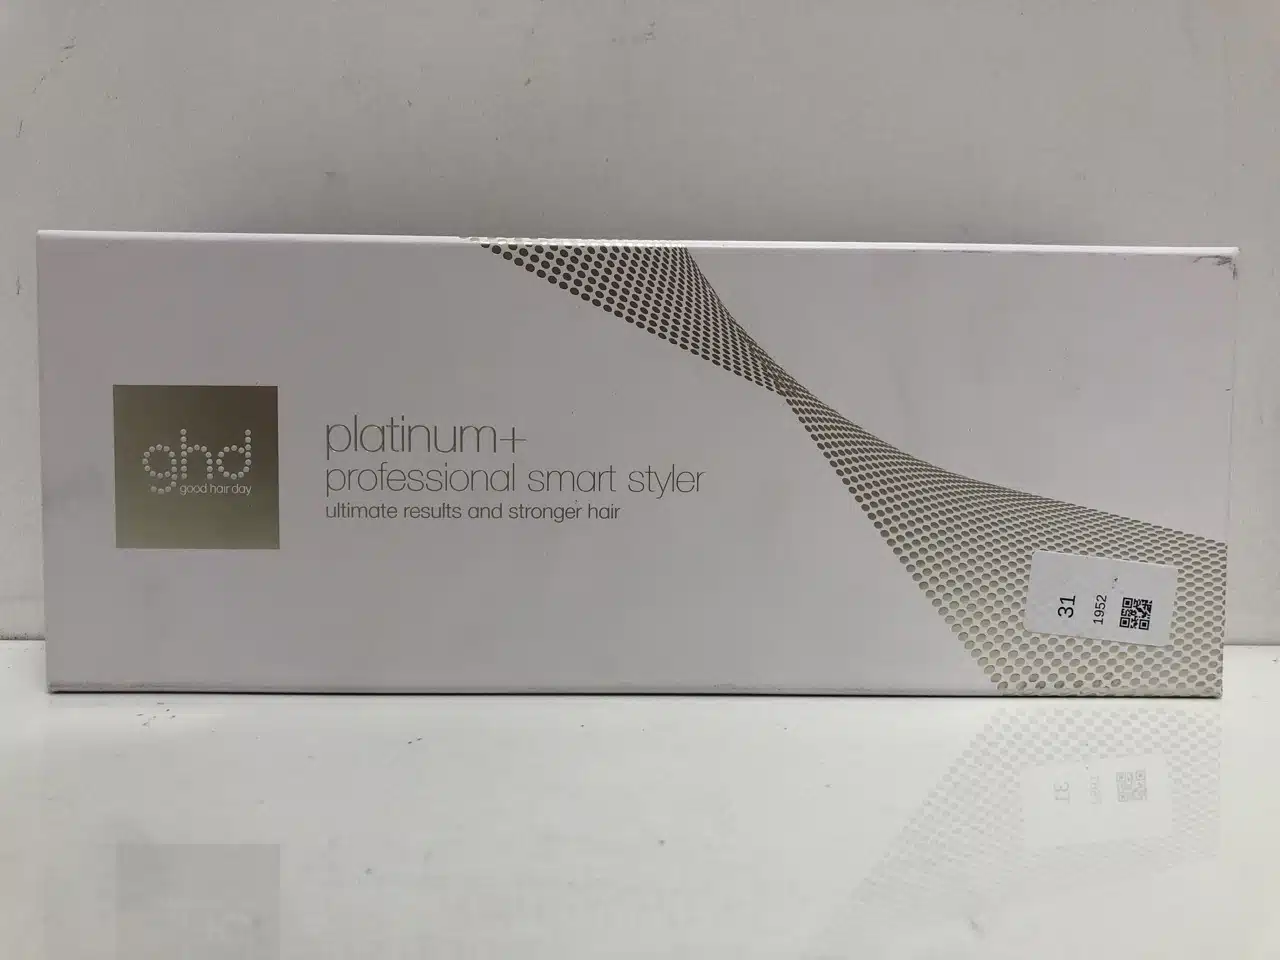 ghd
good hair day
platinum+
professional smart styler
ultimate results and stronger hair
31
1952